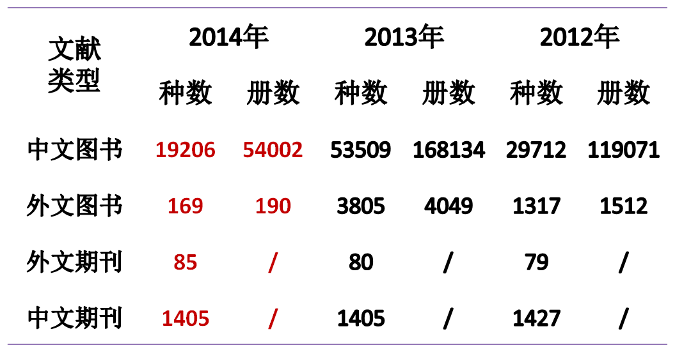 文献类型 2014年 2013年 2012年
种数 册数 种数 册数 种数 册数
中文图书 19206 54002 53509 168134 29712 119071
外文图书 169 190 3805 4049 1317 1512
外文期刊 85 / 80 / 79 /
中文期刊 1405 / 1405 / 1427 /